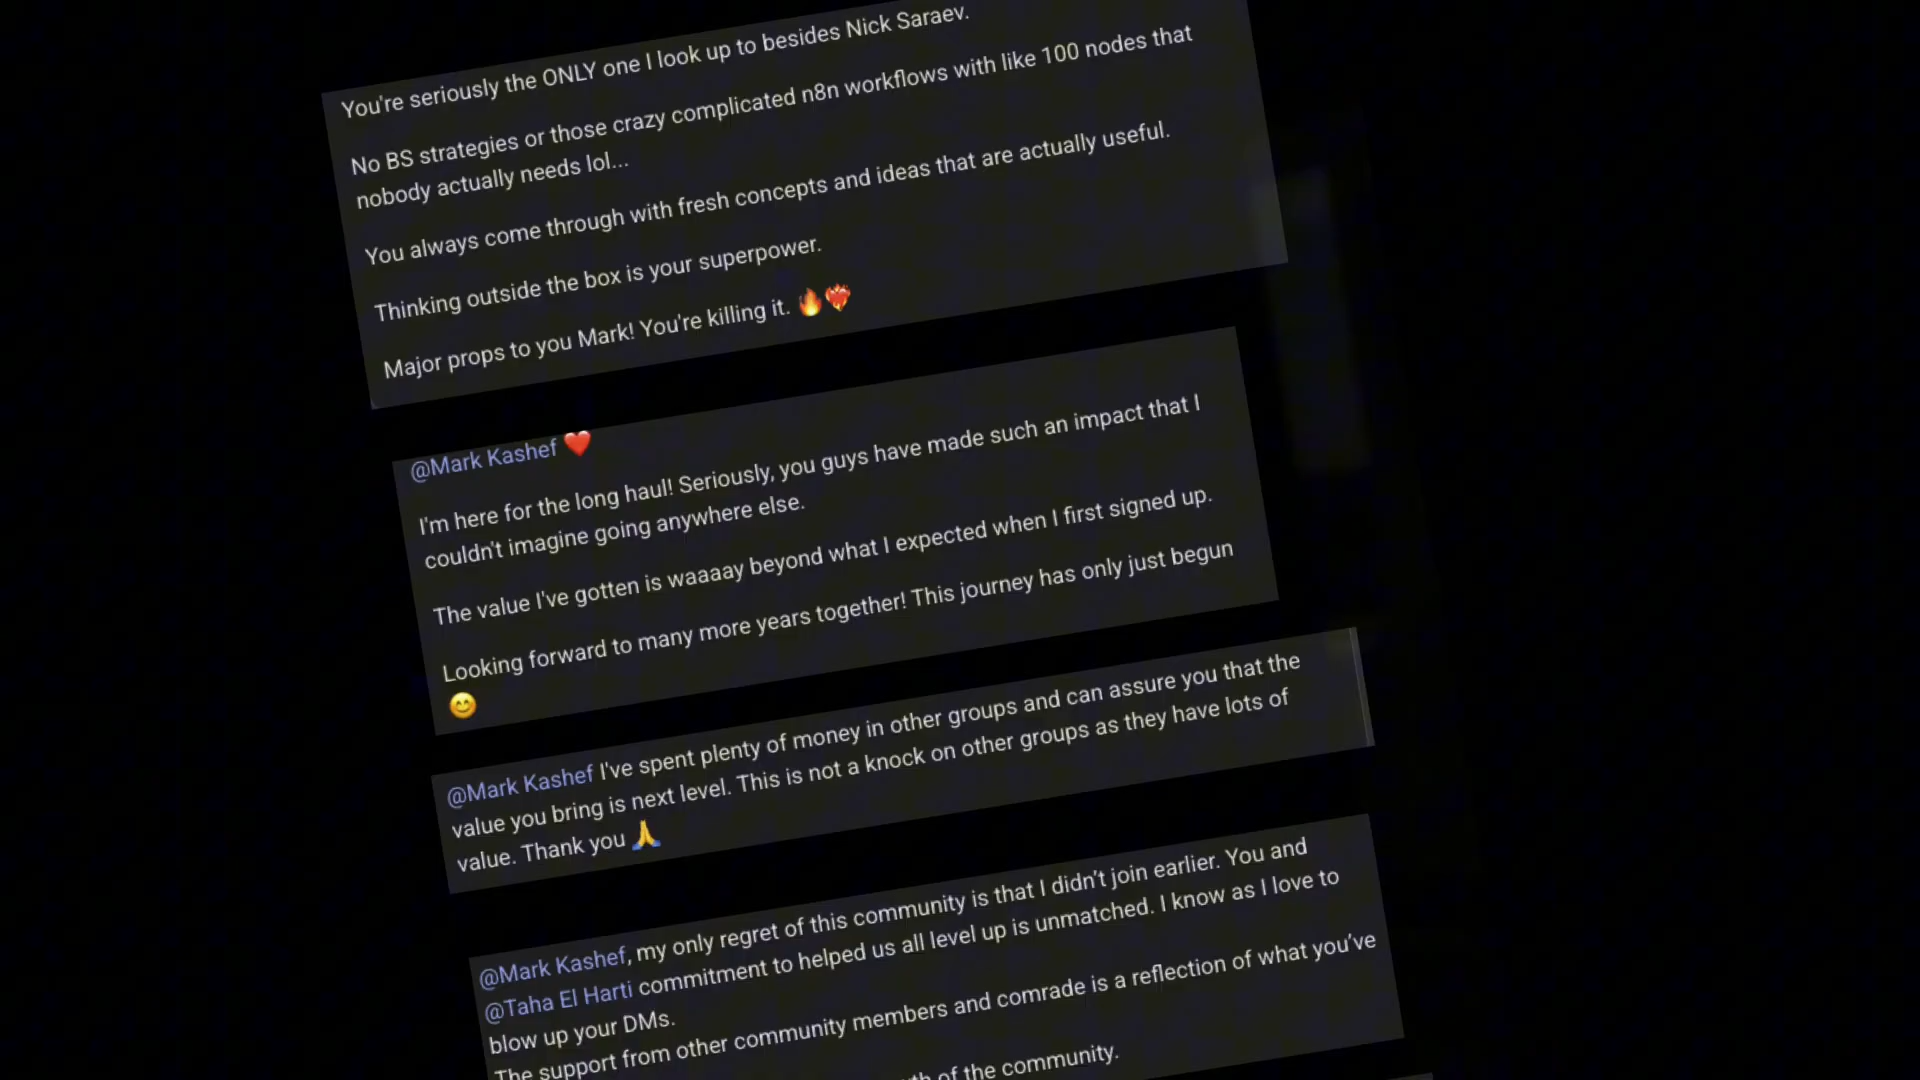 You're seriously the ONLY one I look up to besides Nick Saraev.
No BS strategies or those crazy complicated n8n workflows with like 100 nodes that
nobody actually needs lol...
You always come through with fresh concepts and ideas that are actually useful.
Thinking outside the box is your superpower.
Major props to you Mark! You're killing it. 🔥❤️‍🔥
@Mark Kashef ❤️
I'm here for the long haul! Seriously, you guys have made such an impact that I
couldn't imagine going anywhere else.
The value I've gotten is waaaay beyond what I expected when I first signed up.
Looking forward to many more years together! This journey has only just begun
😊
@Mark Kashef I've spent plenty of money in other groups and can assure you that the
value you bring is next level. This is not a knock on other groups as they have lots of
value. Thank you 🙏
@Mark Kashef, my only regret of this community is that I didn't join earlier. You and
@Taha El Harti commitment to helped us all level up is unmatched. I know as I love to
blow up your DMs.
The support from other community members and comrade is a reflection of what you've
of the community.